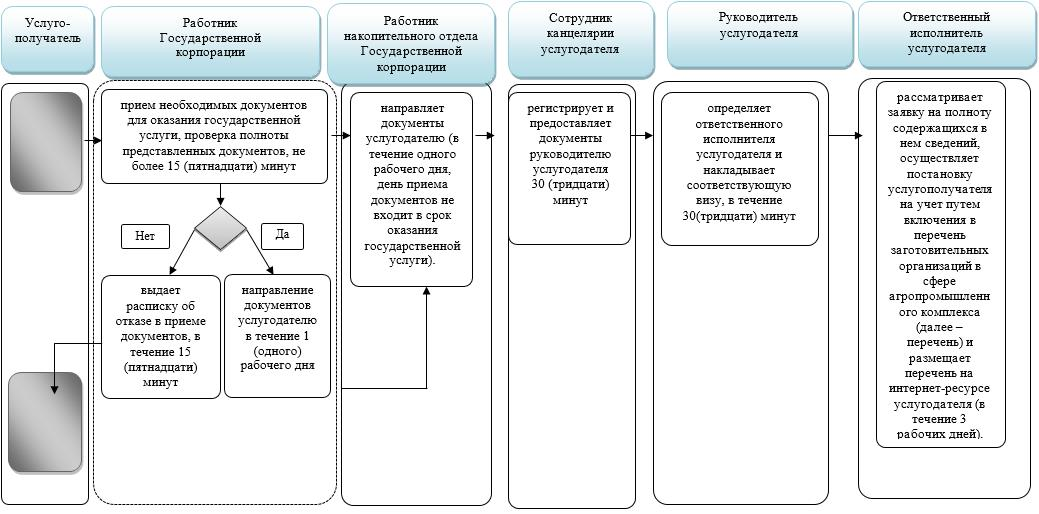 Услуго-
получатель
Работник
Государственной
корпорации
Работник
накопительного отдела
Государственной
корпорации
Сотрудник
канцелярии
услугодателя
Руководитель
услугодателя
Ответственный
исполнитель
услугодателя
прием необходимых документов
для оказания государственной
услуги, проверка полноты
представленных документов, не
более 15 (пятнадцати) минут
Нет
Да
выдает
расписку об
отказе в приеме
документов, в
течение 15
(пятнадцати)
минут
направление
документов
услугодателю
в течение 1
(одного)
рабочего дня
направляет
документы
услугодателю (в
течение одного
рабочего дня,
день приема
документов не
входит в срок
оказания
государственной
услуги).
регистрирует и
предоставляет
документы
руководителю
услугодателя
30 (тридцати)
минут
определяет
ответственного
исполнителя
услугодателя и
накладывает
соответствующую
визу, в течение
30(тридцати) минут
рассматривает
заявку на полноту
содержащихся в
нем сведений,
осуществляет
постановку
услугополучателя
на учет путем
включения в
перечень
заготовительных
организаций в
сфере
агропромышленн
ого комплекса
(далее –
перечень) и
размещает
перечень на
интернет-ресурсе
услугодателя (в
течение 3
рабочих дней).